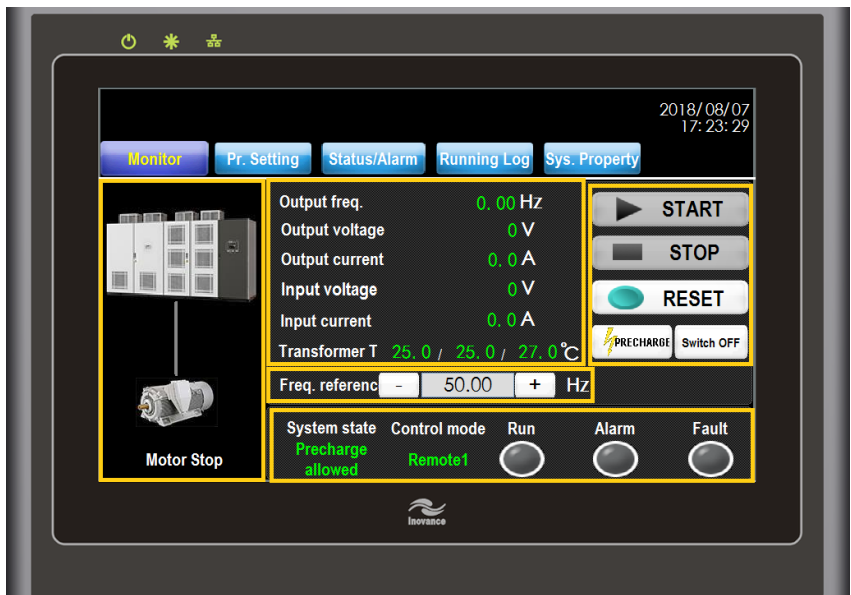 2018/08/07
17:23:29
Monitor
Pr. Setting
Status/Alarm
Running Log
Sys. Property
Output freq. 0.00 Hz
Output voltage 0 V
Output current 0.0 A
Input voltage 0 V
Input current 0.0 A
Transformer T 25.0 / 25.0 / 27.0 °C
Freq. referenc - 50.00 + Hz
START
STOP
RESET
PRECHARGE
Switch OFF
Motor Stop
System state
Precharge
allowed
Control mode
Remote1
Run
Alarm
Fault
Inovance